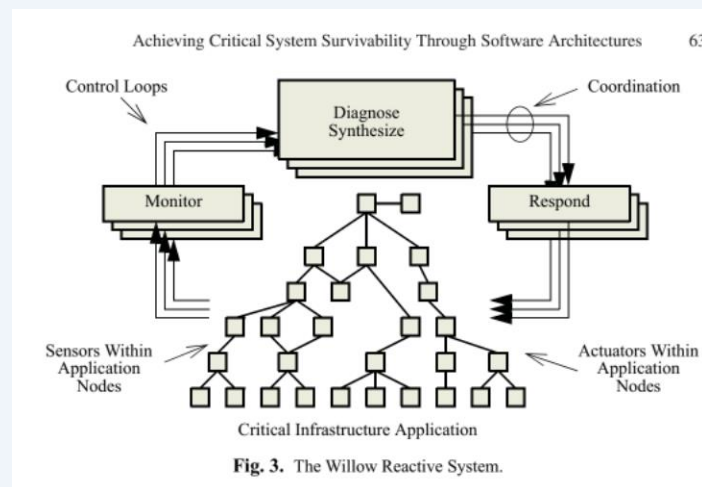 Achieving Critical System Survivability Through Software Architectures 63
Control Loops
Coordination
Diagnose
Synthesize
Monitor
Respond
Sensors Within
Application
Nodes
Actuators Within
Application
Nodes
Critical Infrastructure Application
Fig. 3. The Willow Reactive System.